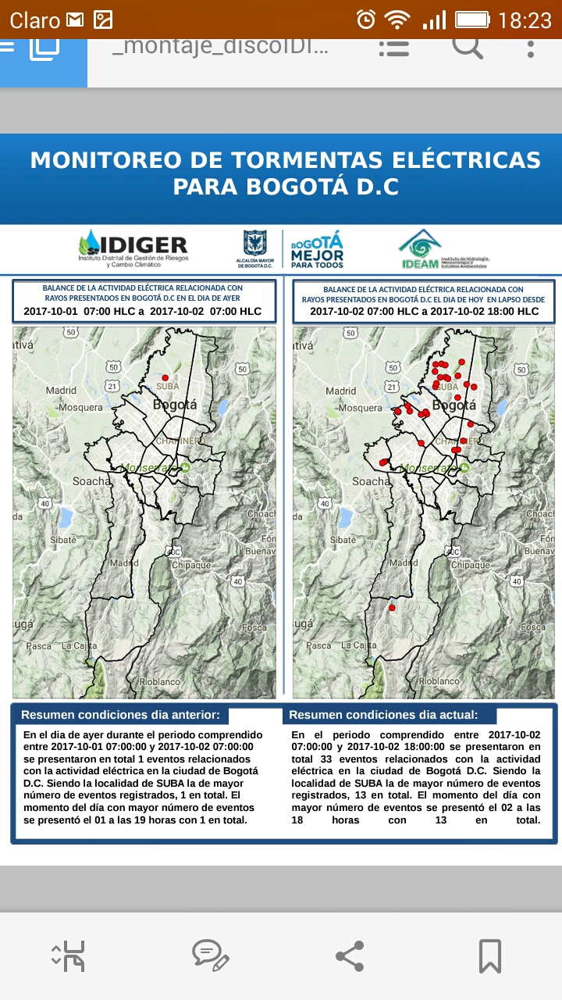 Claro 18:23
_montaje_discoIDI...
MONITOREO DE TORMENTAS ELÉCTRICAS
PARA BOGOTÁ D.C
IDIGER
Instituto Distrital de Gestión de Riesgos
y Cambio Climático
ALCALDÍA MAYOR
DE BOGOTÁ D.C.
BOGOTÁ
MEJOR
PARA TODOS
IDEAM
Instituto de Hidrología,
Meteorología y
Estudios Ambientales
BALANCE DE LA ACTIVIDAD ELÉCTRICA RELACIONADA CON
RAYOS PRESENTADOS EN BOGOTÁ D.C EN EL DIA DE AYER
2017-10-01 07:00 HLC a 2017-10-02 07:00 HLC
BALANCE DE LA ACTIVIDAD ELÉCTRICA RELACIONADA CON
RAYOS PRESENTADOS EN BOGOTÁ D.C EL DIA DE HOY EN LAPSO DESDE
2017-10-02 07:00 HLC a 2017-10-02 18:00 HLC
50
ativá
50
50
21
SUBA
Madrid
Mosquera
Bogotá
CHAPINERO
Monserrate
Soacha
40
da
Choach
Sibaté
Fón
40C
Buenav
Madrid
Chipaque
40
ugá
Fosca
Pasca
La Cajita
Rioblanco
50
ativá
50
50
21
SUBA
Madrid
Mosquera
Bogotá
CHAPINERO
Monserrate
Soacha
40
da
Choach
Sibaté
Fón
40C
Buenav
Madrid
Chipaque
40
ugá
Fosca
Pasca
La Cajita
Rioblanco
Resumen condiciones dia anterior:
En el dia de ayer durante el periodo comprendido
entre 2017-10-01 07:00:00 y 2017-10-02 07:00:00
se presentaron en total 1 eventos relacionados
con la actividad eléctrica en la ciudad de Bogotá
D.C. Siendo la localidad de SUBA la de mayor
número de eventos registrados, 1 en total. El
momento del día con mayor número de eventos
se presentó el 01 a las 19 horas con 1 en total.
Resumen condiciones dia actual:
En el periodo comprendido entre 2017-10-02
07:00:00 y 2017-10-02 18:00:00 se presentaron en
total 33 eventos relacionados con la actividad
eléctrica en la ciudad de Bogotá D.C. Siendo la
localidad de SUBA la de mayor número de eventos
registrados, 13 en total. El momento del día con
mayor número de eventos se presentó el 02 a las
18 horas con 13 en total.